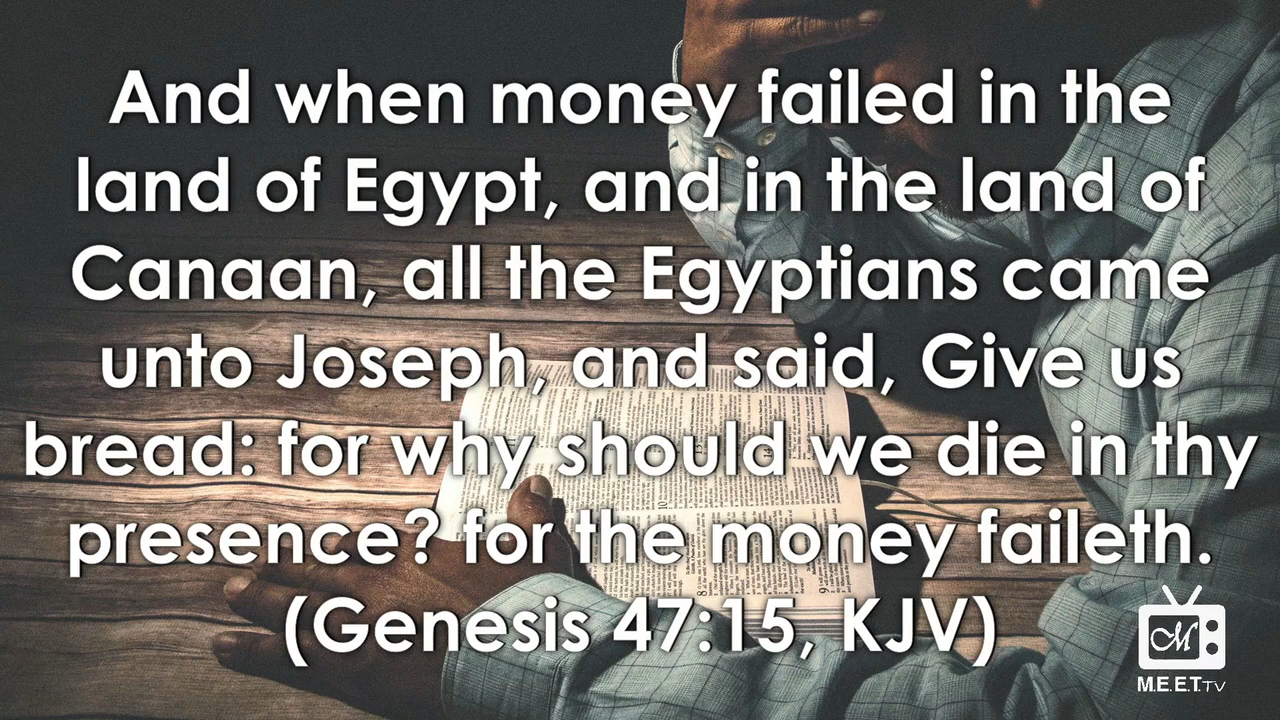 And when money failed in the
land of Egypt, and in the land of
Canaan, all the Egyptians came
unto Joseph, and said, Give us
bread: for why should we die in thy
presence? for the money faileth.
(Genesis 47:15, KJV)
M
M.E.E.T.TV